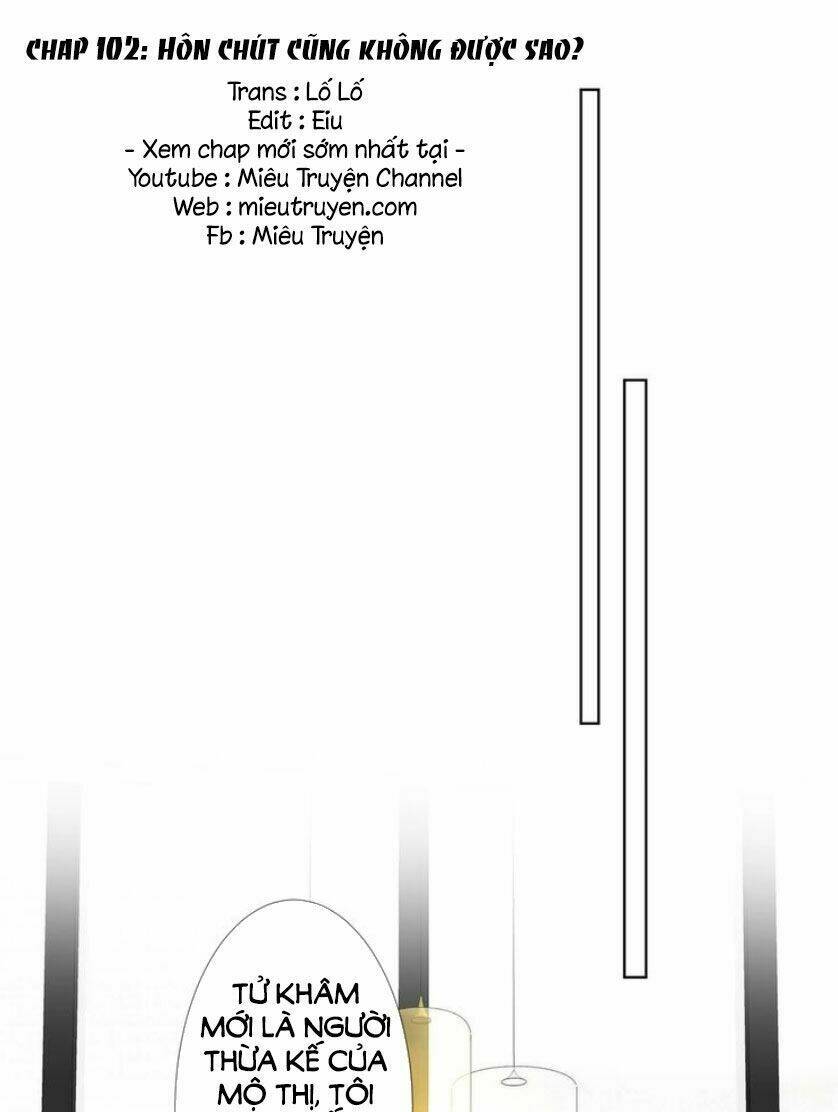 CHAP 102: HÔN CHÚT CŨNG KHÔNG ĐƯỢC SAO?
Trans : Lố Lố
Edit : Eiu
- Xem chap mới sớm nhất tại -
Youtube : Miêu Truyện Channel
Web : mieutruyen.com
Fb : Miêu Truyện
TỬ KHÂM
MỚI LÀ NGƯỜI
THỪA KẾ CỦA
MỘ THỊ, TÔI